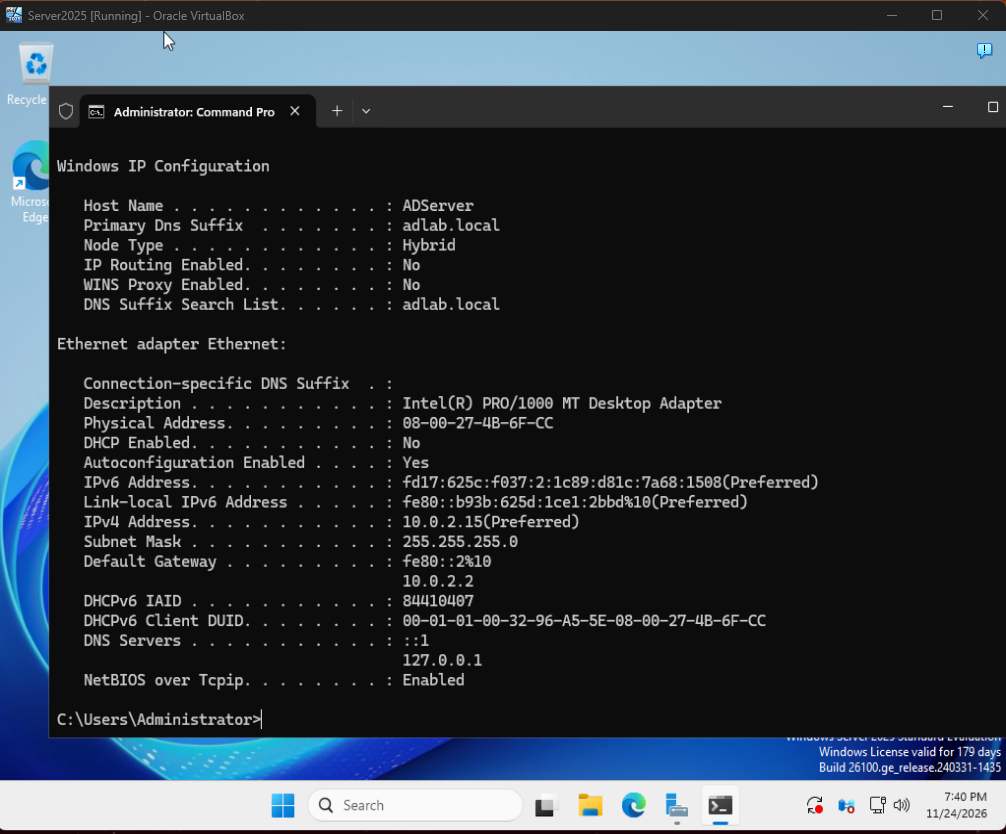 Server2025 [Running] - Oracle VirtualBox
Recycle
Administrator: Command Pro
Microso
Edge
Windows IP Configuration
Host Name . . . . . . . . . . . . : ADServer
Primary Dns Suffix  . . . . . . . : adlab.local
Node Type . . . . . . . . . . . . : Hybrid
IP Routing Enabled. . . . . . . . : No
WINS Proxy Enabled. . . . . . . . : No
DNS Suffix Search List. . . . . . : adlab.local
Ethernet adapter Ethernet:
Connection-specific DNS Suffix  . :
Description . . . . . . . . . . . : Intel(R) PRO/1000 MT Desktop Adapter
Physical Address. . . . . . . . . : 08-00-27-4B-6F-CC
DHCP Enabled. . . . . . . . . . . : No
Autoconfiguration Enabled . . . . : Yes
IPv6 Address. . . . . . . . . . . : fd17:625c:f037:2:1c89:d81c:7a68:1508(Preferred)
Link-local IPv6 Address . . . . . : fe80::b93b:625d:1ce1:2bbd%10(Preferred)
IPv4 Address. . . . . . . . . . . : 10.0.2.15(Preferred)
Subnet Mask . . . . . . . . . . . : 255.255.255.0
Default Gateway . . . . . . . . . : fe80::2%10
10.0.2.2
DHCPv6 IAID . . . . . . . . . . . : 84410407
DHCPv6 Client DUID. . . . . . . . : 00-01-01-00-32-96-A5-5E-08-00-27-4B-6F-CC
DNS Servers . . . . . . . . . . . : ::1
127.0.0.1
NetBIOS over Tcpip. . . . . . . . : Enabled
C:\Users\Administrator>
Windows Server 2025 Standard Evaluation
Windows License valid for 179 days
Build 26100.ge_release.240331-1435
Search
7:40 PM
11/24/2026